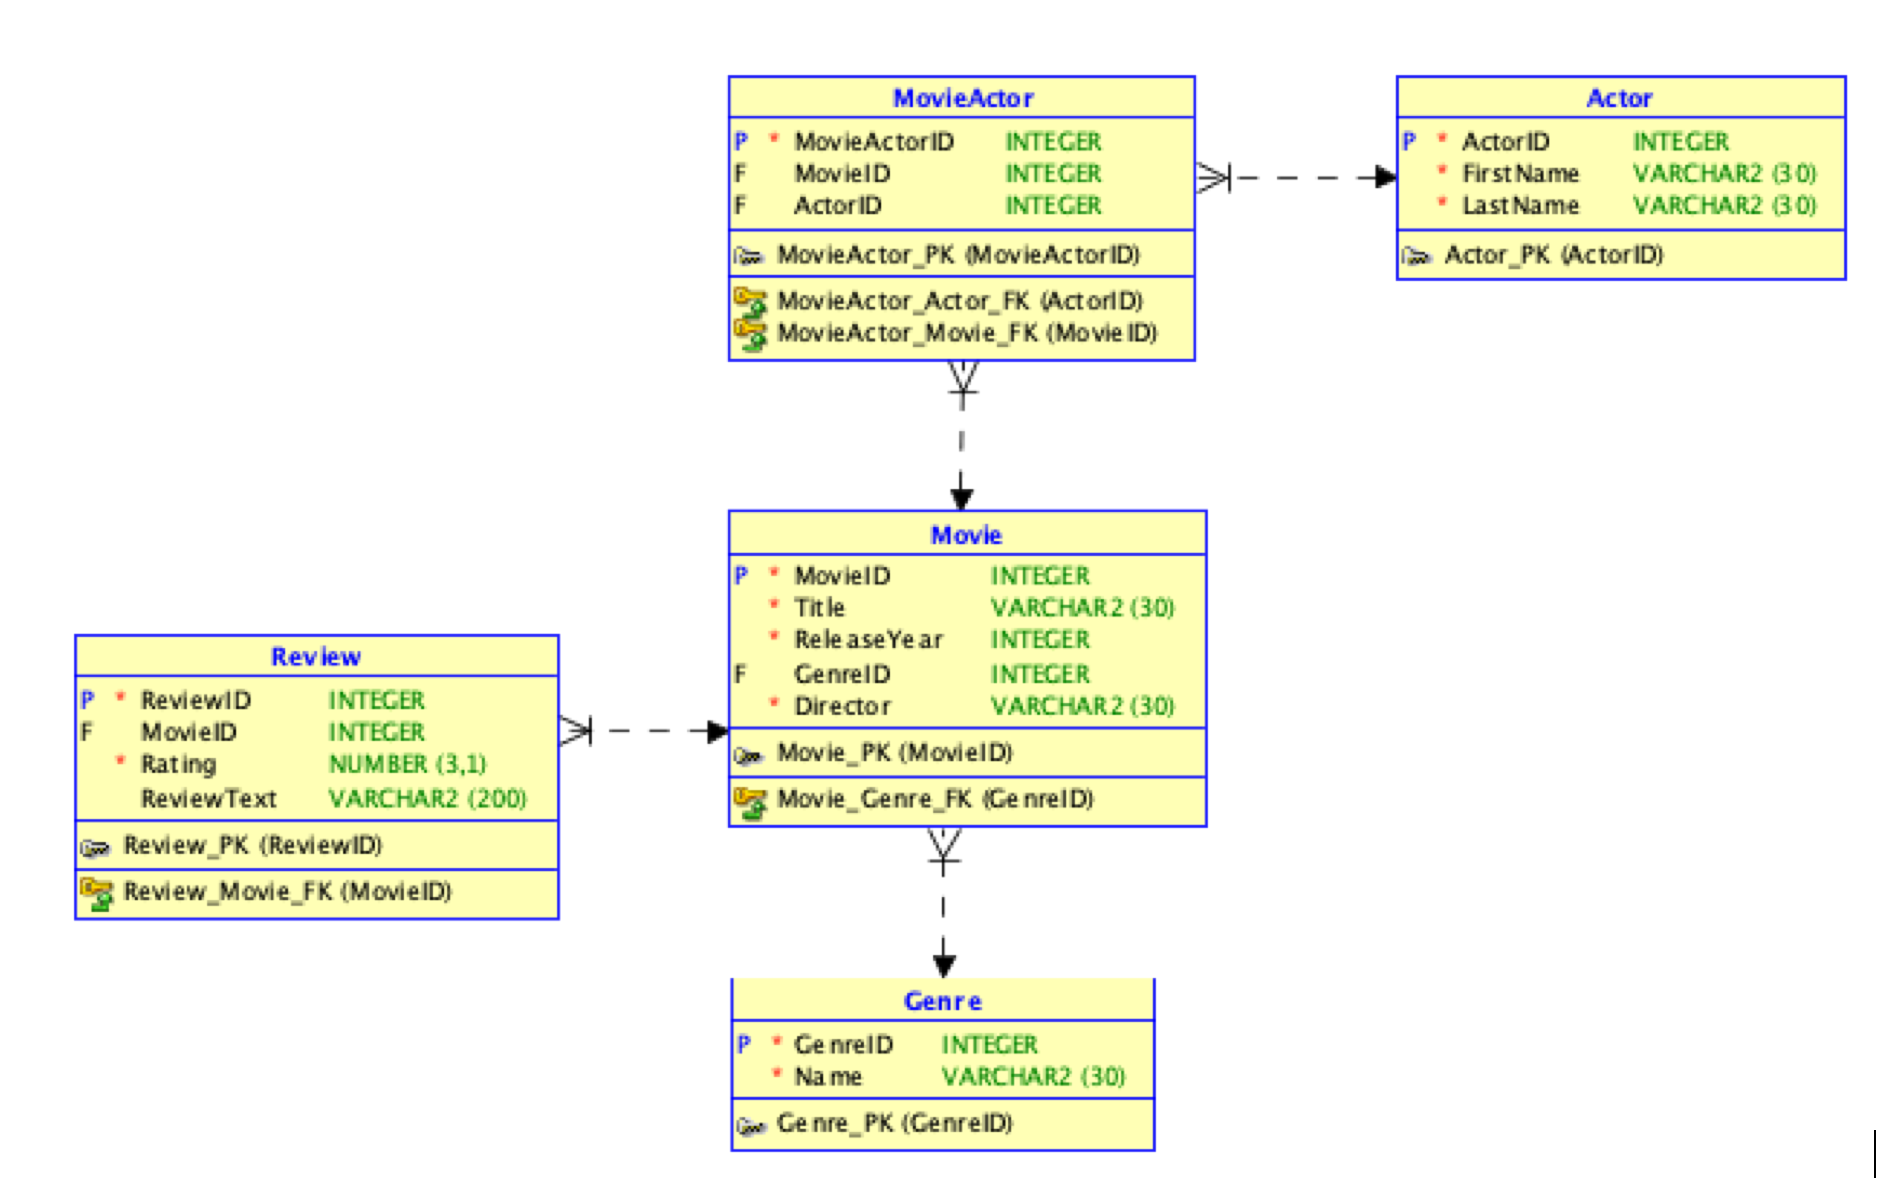 MovieActor
P * MovieActorID INTEGER
F MovieID INTEGER
F ActorID INTEGER
MovieActor_PK (MovieActorID)
MovieActor_Actor_FK (ActorID)
MovieActor_Movie_FK (MovieID)
Actor
P * ActorID INTEGER
* FirstName VARCHAR2 (30)
* LastName VARCHAR2 (30)
Actor_PK (ActorID)
Movie
P * MovieID INTEGER
* Title VARCHAR2 (30)
* ReleaseYear INTEGER
F GenreID INTEGER
* Director VARCHAR2 (30)
Movie_PK (MovieID)
Movie_Genre_FK (GenreID)
Review
P * ReviewID INTEGER
F MovieID INTEGER
* Rating NUMBER (3,1)
ReviewText VARCHAR2 (200)
Review_PK (ReviewID)
Review_Movie_FK (MovieID)
Genre
P * GenreID INTEGER
* Name VARCHAR2 (30)
Genre_PK (GenreID)